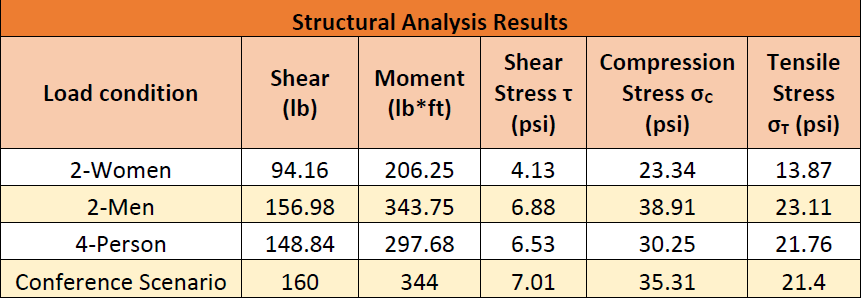 Structural Analysis Results
Load condition Shear (lb) Moment (lb*ft) Shear Stress τ (psi) Compression Stress σC (psi) Tensile Stress σT (psi)
2-Women 94.16 206.25 4.13 23.34 13.87
2-Men 156.98 343.75 6.88 38.91 23.11
4-Person 148.84 297.68 6.53 30.25 21.76
Conference Scenario 160 344 7.01 35.31 21.4